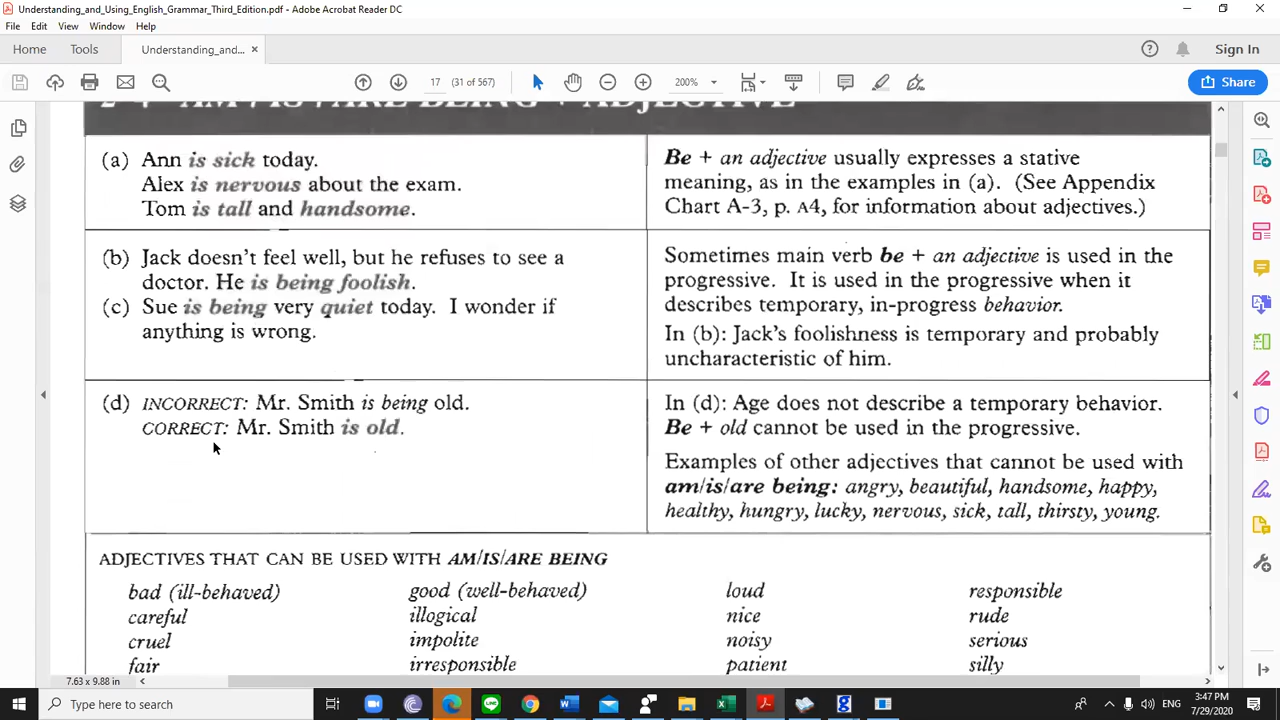 Understanding_and_Using_English_Grammar_Third_Edition.pdf - Adobe Acrobat Reader DC
File Edit View Window Help
Home Tools Understanding_and... × Sign In
17 (31 of 567) 200% Share
2-4 AM / IS / ARE BEING + ADJECTIVE
(a) Ann is sick today.
Alex is nervous about the exam.
Tom is tall and handsome.
Be + an adjective usually expresses a stative
meaning, as in the examples in (a). (See Appendix
Chart A-3, p. A4, for information about adjectives.)
(b) Jack doesn't feel well, but he refuses to see a
doctor. He is being foolish.
(c) Sue is being very quiet today. I wonder if
anything is wrong.
Sometimes main verb be + an adjective is used in the
progressive. It is used in the progressive when it
describes temporary, in-progress behavior.
In (b): Jack's foolishness is temporary and probably
uncharacteristic of him.
(d) INCORRECT: Mr. Smith is being old.
CORRECT: Mr. Smith is old.
In (d): Age does not describe a temporary behavior.
Be + old cannot be used in the progressive.
Examples of other adjectives that cannot be used with
am/is/are being: angry, beautiful, handsome, happy,
healthy, hungry, lucky, nervous, sick, tall, thirsty, young.
ADJECTIVES THAT CAN BE USED WITH AM/IS/ARE BEING
bad (ill-behaved) good (well-behaved) loud responsible
careful illogical nice rude
cruel impolite noisy serious
fair irresponsible patient silly
7.63 x 9.88 in
Type here to search
ENG
3:47 PM
7/29/2020